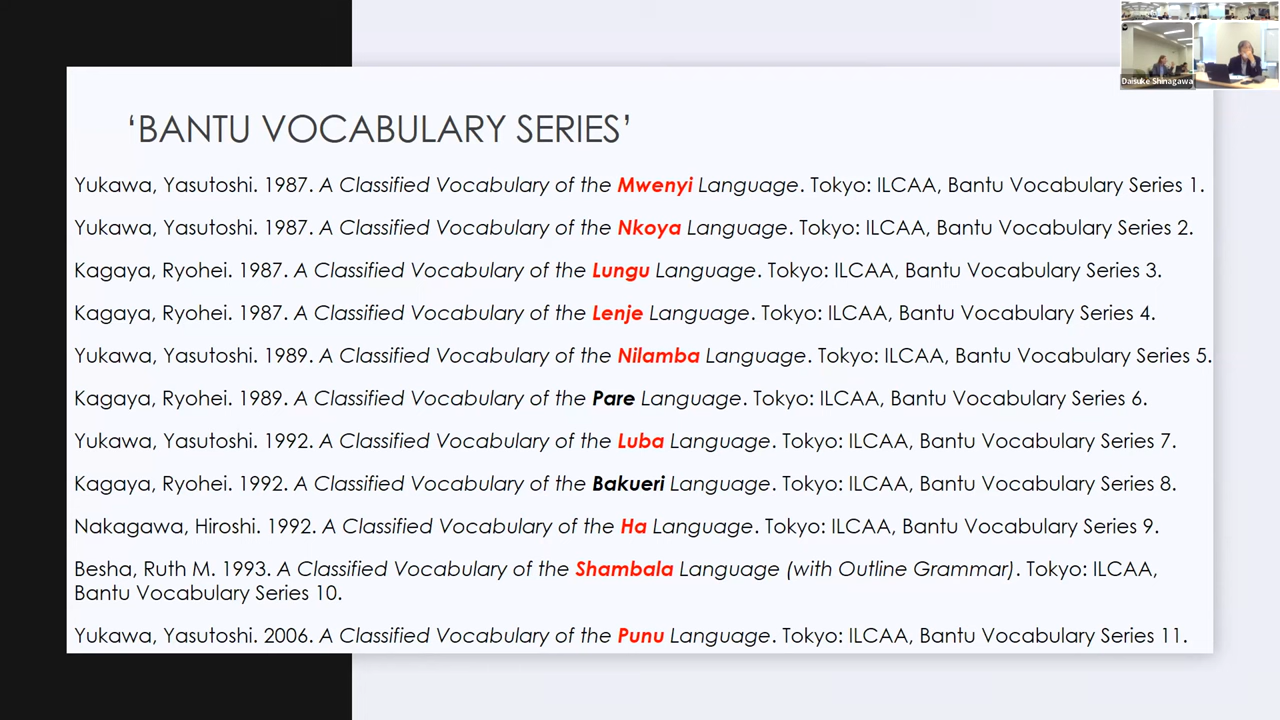 ‘BANTU VOCABULARY SERIES’
Yukawa, Yasutoshi. 1987. A Classified Vocabulary of the Mwenyi Language. Tokyo: ILCAA, Bantu Vocabulary Series 1.
Yukawa, Yasutoshi. 1987. A Classified Vocabulary of the Nkoya Language. Tokyo: ILCAA, Bantu Vocabulary Series 2.
Kagaya, Ryohei. 1987. A Classified Vocabulary of the Lungu Language. Tokyo: ILCAA, Bantu Vocabulary Series 3.
Kagaya, Ryohei. 1987. A Classified Vocabulary of the Lenje Language. Tokyo: ILCAA, Bantu Vocabulary Series 4.
Yukawa, Yasutoshi. 1989. A Classified Vocabulary of the Nilamba Language. Tokyo: ILCAA, Bantu Vocabulary Series 5.
Kagaya, Ryohei. 1989. A Classified Vocabulary of the Pare Language. Tokyo: ILCAA, Bantu Vocabulary Series 6.
Yukawa, Yasutoshi. 1992. A Classified Vocabulary of the Luba Language. Tokyo: ILCAA, Bantu Vocabulary Series 7.
Kagaya, Ryohei. 1992. A Classified Vocabulary of the Bakueri Language. Tokyo: ILCAA, Bantu Vocabulary Series 8.
Nakagawa, Hiroshi. 1992. A Classified Vocabulary of the Ha Language. Tokyo: ILCAA, Bantu Vocabulary Series 9.
Besha, Ruth M. 1993. A Classified Vocabulary of the Shambala Language (with Outline Grammar). Tokyo: ILCAA,
Bantu Vocabulary Series 10.
Yukawa, Yasutoshi. 2006. A Classified Vocabulary of the Punu Language. Tokyo: ILCAA, Bantu Vocabulary Series 11.
Daisuke Shinagawa